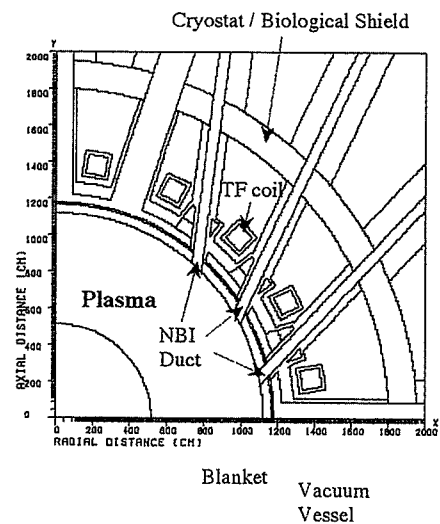 Cryostat / Biological Shield
Y
2000
1800
1600
1400
1200
1000
800
600
400
200
0
AXIAL DISTANCE (CM)
TF coil
Plasma
NBI
Duct
0 200 400 600 800 1000 1200 1400 1600 1800 2000
X
RADIAL DISTANCE (CM)
Blanket
Vacuum
Vessel